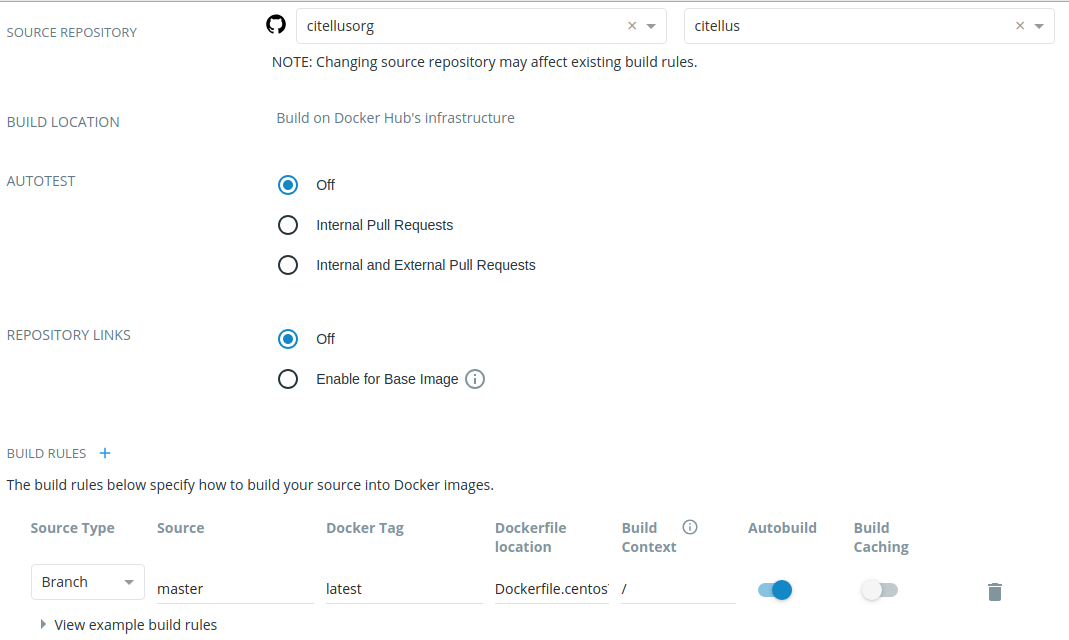 SOURCE REPOSITORY
citellusorg
citellus
NOTE: Changing source repository may affect existing build rules.
BUILD LOCATION
Build on Docker Hub's infrastructure
AUTOTEST
Off
Internal Pull Requests
Internal and External Pull Requests
REPOSITORY LINKS
Off
Enable for Base Image
BUILD RULES +
The build rules below specify how to build your source into Docker images.
Source Type Source Docker Tag Dockerfile location Build Context Autobuild Build Caching
Branch master latest Dockerfile.centos /
View example build rules